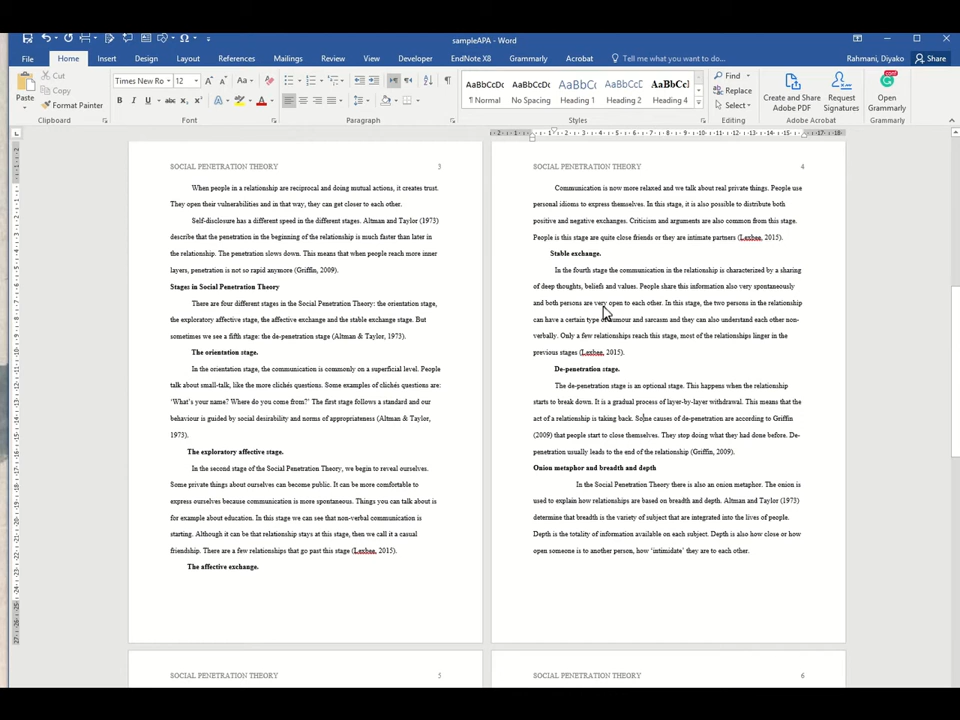 sampleAPA - Word
File Home Insert Design Layout References Mailings Review View Developer EndNote X8 Grammarly Acrobat Tell me what you want to do... Rahmani, Diyako Share
Paste
Cut
Copy
Format Painter
Clipboard
Times New Ro 12
B I U abc X₂ X²
Font
Paragraph
AaBbCcDc AaBbCcDc AaBbCc AaBbCcC AaBbCcI
¶ Normal No Spacing Heading 1 Heading 2 Heading 4
Styles
Find
Replace
Select
Editing
Create and Share Adobe PDF
Request Signatures
Adobe Acrobat
Open Grammarly
Grammarly
SOCIAL PENETRATION THEORY 3
When people in a relationship are reciprocal and doing mutual actions, it creates trust.
They open their vulnerabilities and in that way, they can get closer to each other.
Self-disclosure has a different speed in the different stages. Altman and Taylor (1973)
describe that the penetration in the beginning of the relationship is much faster than later in
the relationship. The penetration slows down. This means that when people reach more inner
layers, penetration is not so rapid anymore (Griffin, 2009).
Stages in Social Penetration Theory
There are four different stages in the Social Penetration Theory: the orientation stage,
the exploratory affective stage, the affective exchange and the stable stage. But
sometimes we see a fifth stage: the de-penetration stage (Altman & Taylor, 1973).
The orientation stage.
In the orientation stage, the communication is commonly on a superficial level. People
talk about small-talk, like the more clichés questions. Some examples of clichés questions are:
‘What’s your name? Where do you come from?’ The first stage follows a standard and our
behaviour is guided by social desirability and norms of appropriateness (Altman & Taylor,
1973).
The exploratory affective stage.
In the second stage of the Social Penetration Theory, we begin to reveal ourselves.
Some private things about ourselves can become public. It can be more comfortable to
express ourselves because communication is more spontaneous. Things you can talk about is
for example about education. In this stage we can see that non-verbal communication is
starting. Although it can be that relationship stays at this stage, then we call it a casual
friendship. There are a few relationships that go past this stage (Lexbee, 2015).
The affective exchange.
SOCIAL PENETRATION THEORY 4
Communication is now more relaxed and we talk about real private things. People use
personal idioms to express themselves. In this stage, it is also possible to distribute both
positive and negative exchanges. Criticism and arguments are also common from this stage.
People is this stage are quite close friends or they are intimate partners (Lexbee, 2015).
Stable exchange.
In the fourth stage the communication in the relationship is characterized by a sharing
of deep thoughts, beliefs and values. People share this information also very spontaneously
and both persons are very open to each other. In this stage, the two persons in the relationship
can have a certain type of humour and sarcasm and they can also understand each other non-
verbally. Only a few relationships reach this stage, most of the relationships linger in the
previous stages (Lexbee, 2015).
De-penetration stage.
The de-penetration stage is an optional stage. This happens when the relationship
starts to break down. It is a gradual process of layer-by-layer withdrawal. This means that the
act of a relationship is taking back. Some causes of de-penetration are according to Griffin
(2009) that people start to close themselves. They stop doing what they had done before. De-
penetration usually leads to the end of the relationship (Griffin, 2009).
Onion metaphor and breadth and depth
In the Social Penetration Theory there is also an onion metaphor. The onion is
used to explain how relationships are based on breadth and depth. Altman and Taylor (1973)
determine that breadth is the variety of subject that are integrated into the lives of people.
Depth is the totality of information available on each subject. Depth is also how close or how
open someone is to another person, how ‘intimidate’ they are to each other.
SOCIAL PENETRATION THEORY 5
SOCIAL PENETRATION THEORY 6